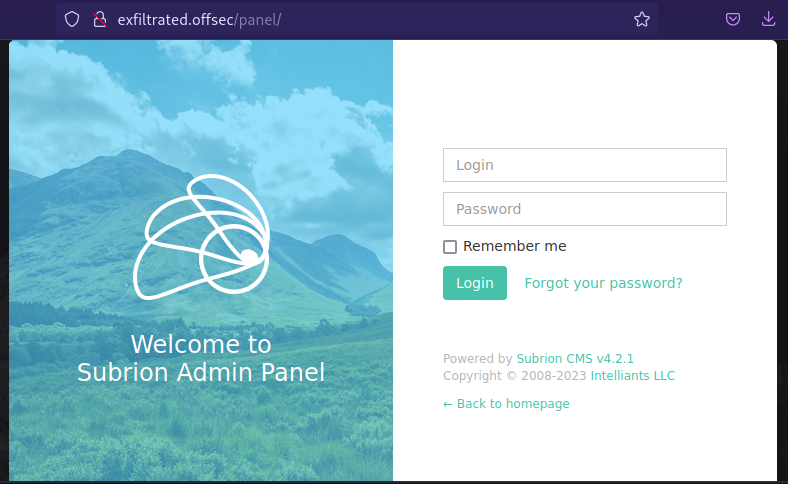 exfiltrated.offsec/panel/
Welcome to
Subrion Admin Panel
Login
Password
Remember me
Login
Forgot your password?
Powered by Subrion CMS v4.2.1
Copyright © 2008-2023 Intelliants LLC
← Back to homepage